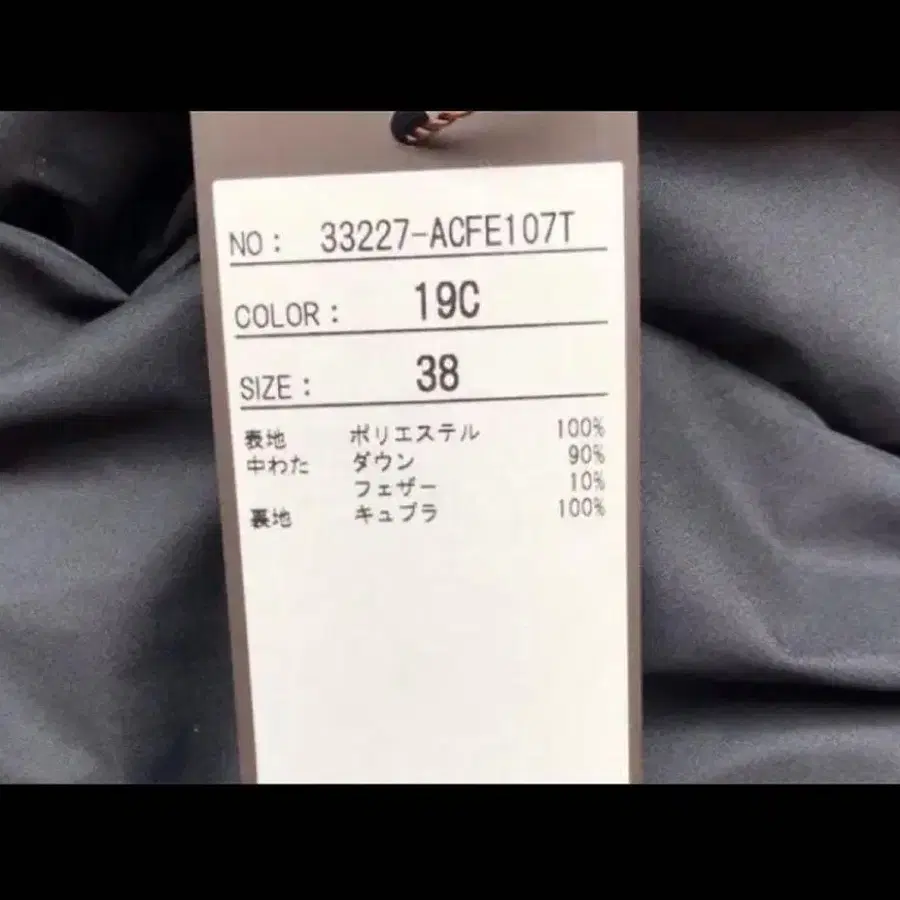 NO： 33227-ACFE107T
COLOR： 19C
SIZE： 38
表地 ポリエステル 100%
中わた ダウン 90%
フェザー 10%
裏地 キュプラ 100%